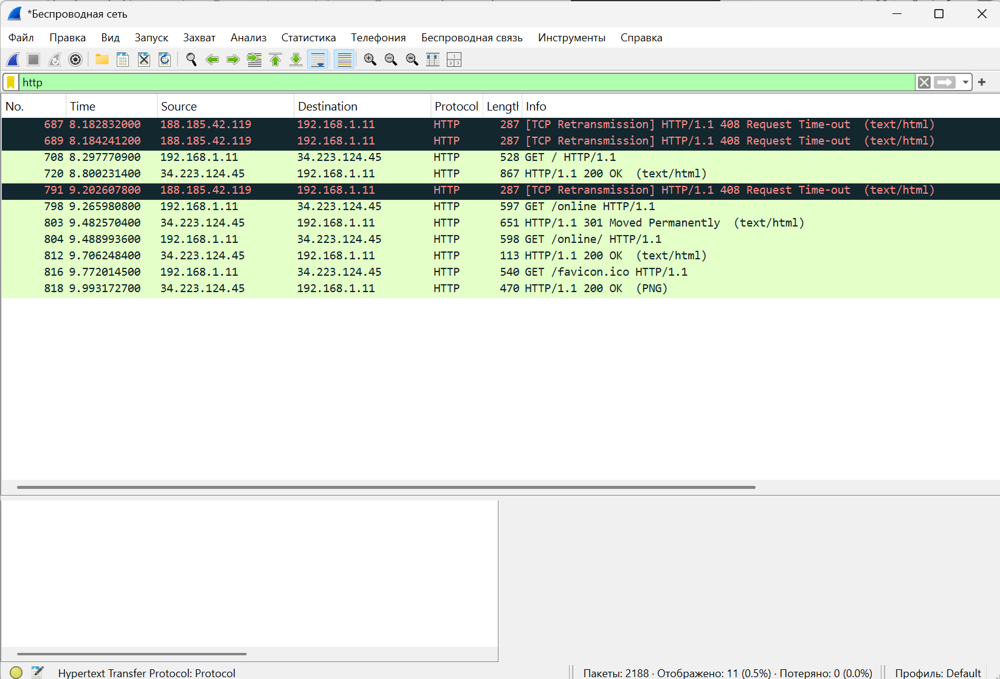 *Беспроводная сеть
Файл Правка Вид Запуск Захват Анализ Статистика Телефония Беспроводная связь Инструменты Справка
http
No. Time Source Destination Protocol Lengtl Info
687 8.182832000 188.185.42.119 192.168.1.11 HTTP 287 [TCP Retransmission] HTTP/1.1 408 Request Time-out (text/html)
689 8.184241200 188.185.42.119 192.168.1.11 HTTP 287 [TCP Retransmission] HTTP/1.1 408 Request Time-out (text/html)
708 8.297770900 192.168.1.11 34.223.124.45 HTTP 528 GET / HTTP/1.1
720 8.800231400 34.223.124.45 192.168.1.11 HTTP 867 HTTP/1.1 200 OK (text/html)
791 9.202607800 188.185.42.119 192.168.1.11 HTTP 287 [TCP Retransmission] HTTP/1.1 408 Request Time-out (text/html)
798 9.265980800 192.168.1.11 34.223.124.45 HTTP 597 GET /online HTTP/1.1
803 9.482570400 34.223.124.45 192.168.1.11 HTTP 651 HTTP/1.1 301 Moved Permanently (text/html)
804 9.488993600 192.168.1.11 34.223.124.45 HTTP 598 GET /online/ HTTP/1.1
812 9.706248400 34.223.124.45 192.168.1.11 HTTP 113 HTTP/1.1 200 OK (text/html)
816 9.772014500 192.168.1.11 34.223.124.45 HTTP 540 GET /favicon.ico HTTP/1.1
818 9.993172700 34.223.124.45 192.168.1.11 HTTP 470 HTTP/1.1 200 OK (PNG)
Hypertext Transfer Protocol: Protocol Пакеты: 2188 · Отображено: 11 (0.5%) · Потеряно: 0 (0.0%) Профиль: Default